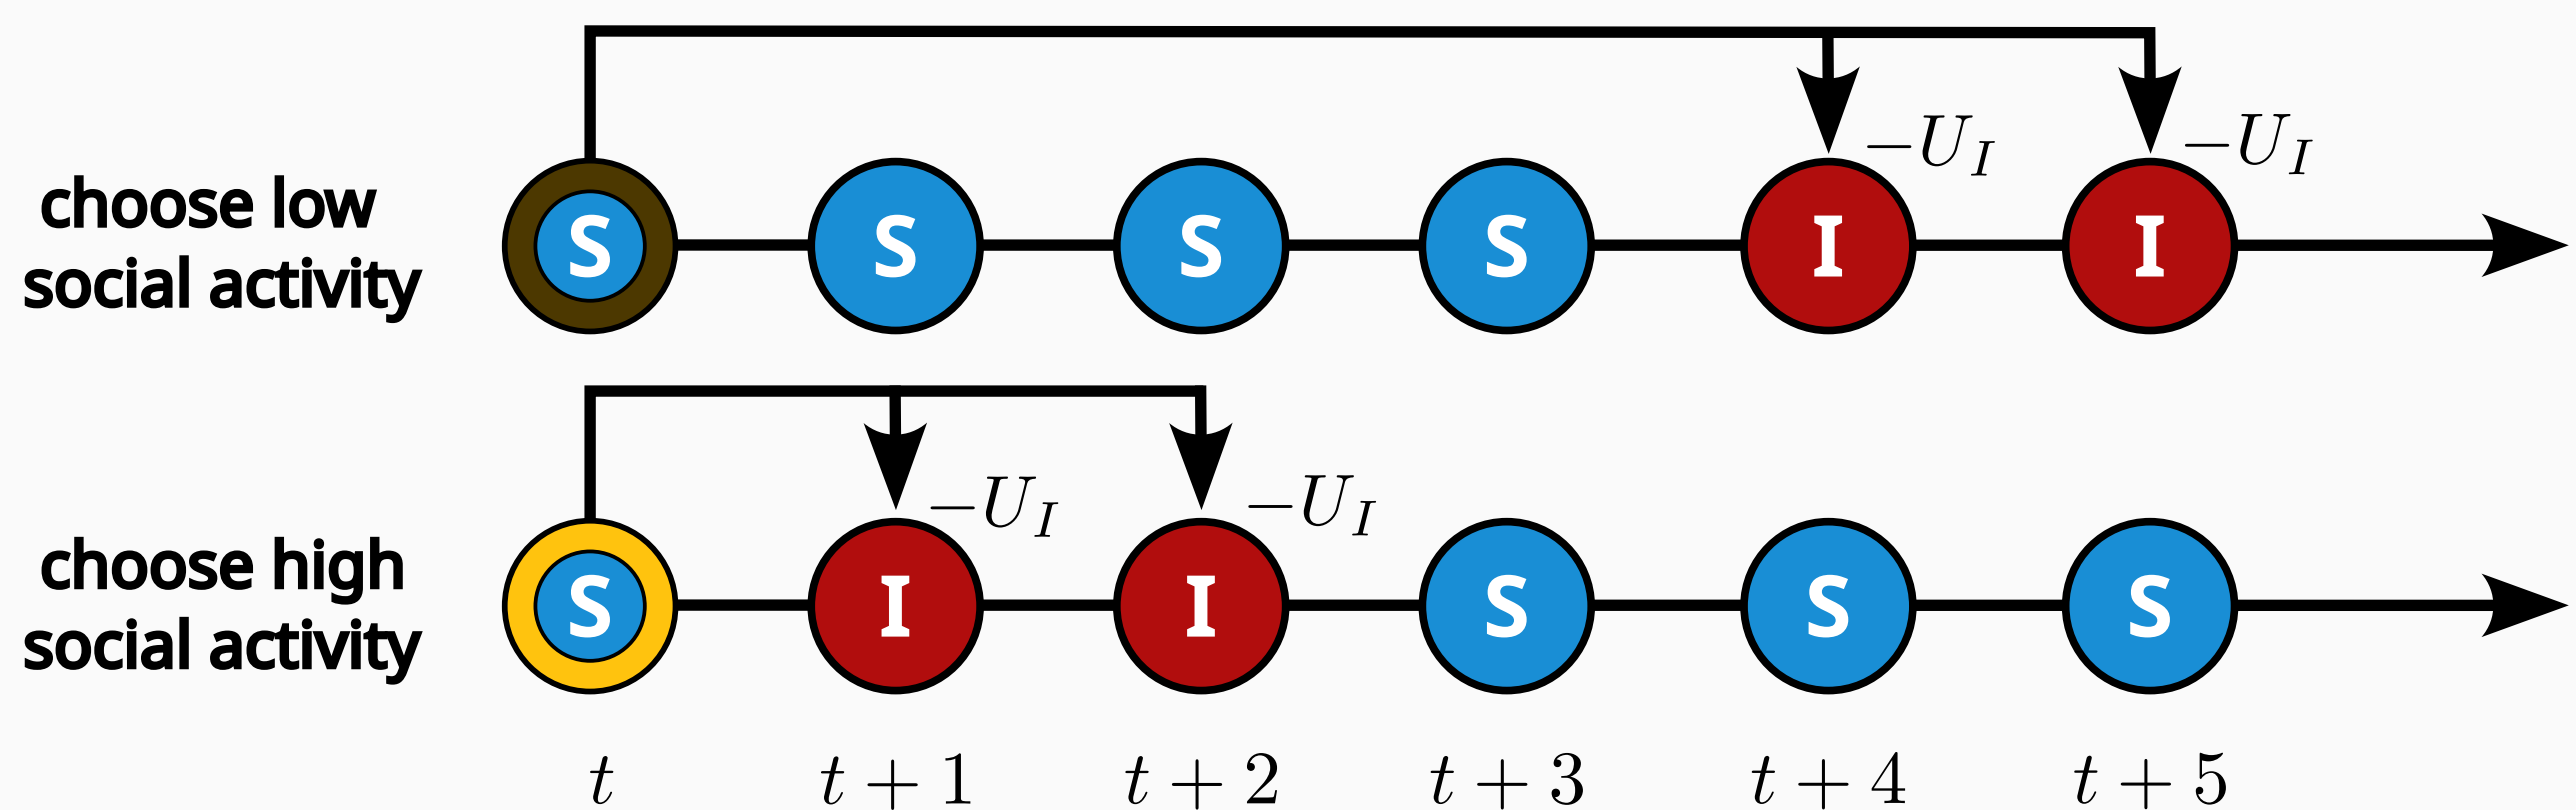 −U_I −U_I
choose low
social activity
S S S S I I
−U_I −U_I
choose high
social activity
S I I S S S
t t + 1 t + 2 t + 3 t + 4 t + 5